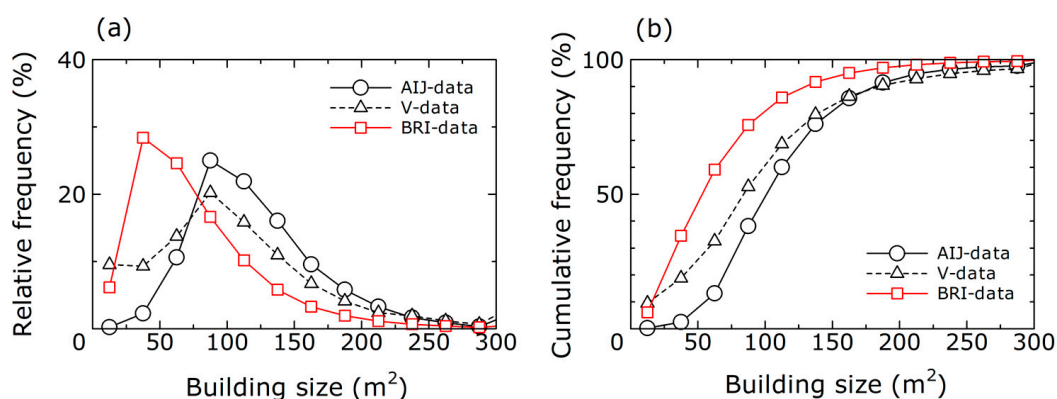 (a)
Relative frequency (%)
40
20
0
50
100
150
200
250
300
Building size (m²)
AIJ-data
V-data
BRI-data
(b)
Cumulative frequency (%)
100
50
0
50
100
150
200
250
300
Building size (m²)
AIJ-data
V-data
BRI-data